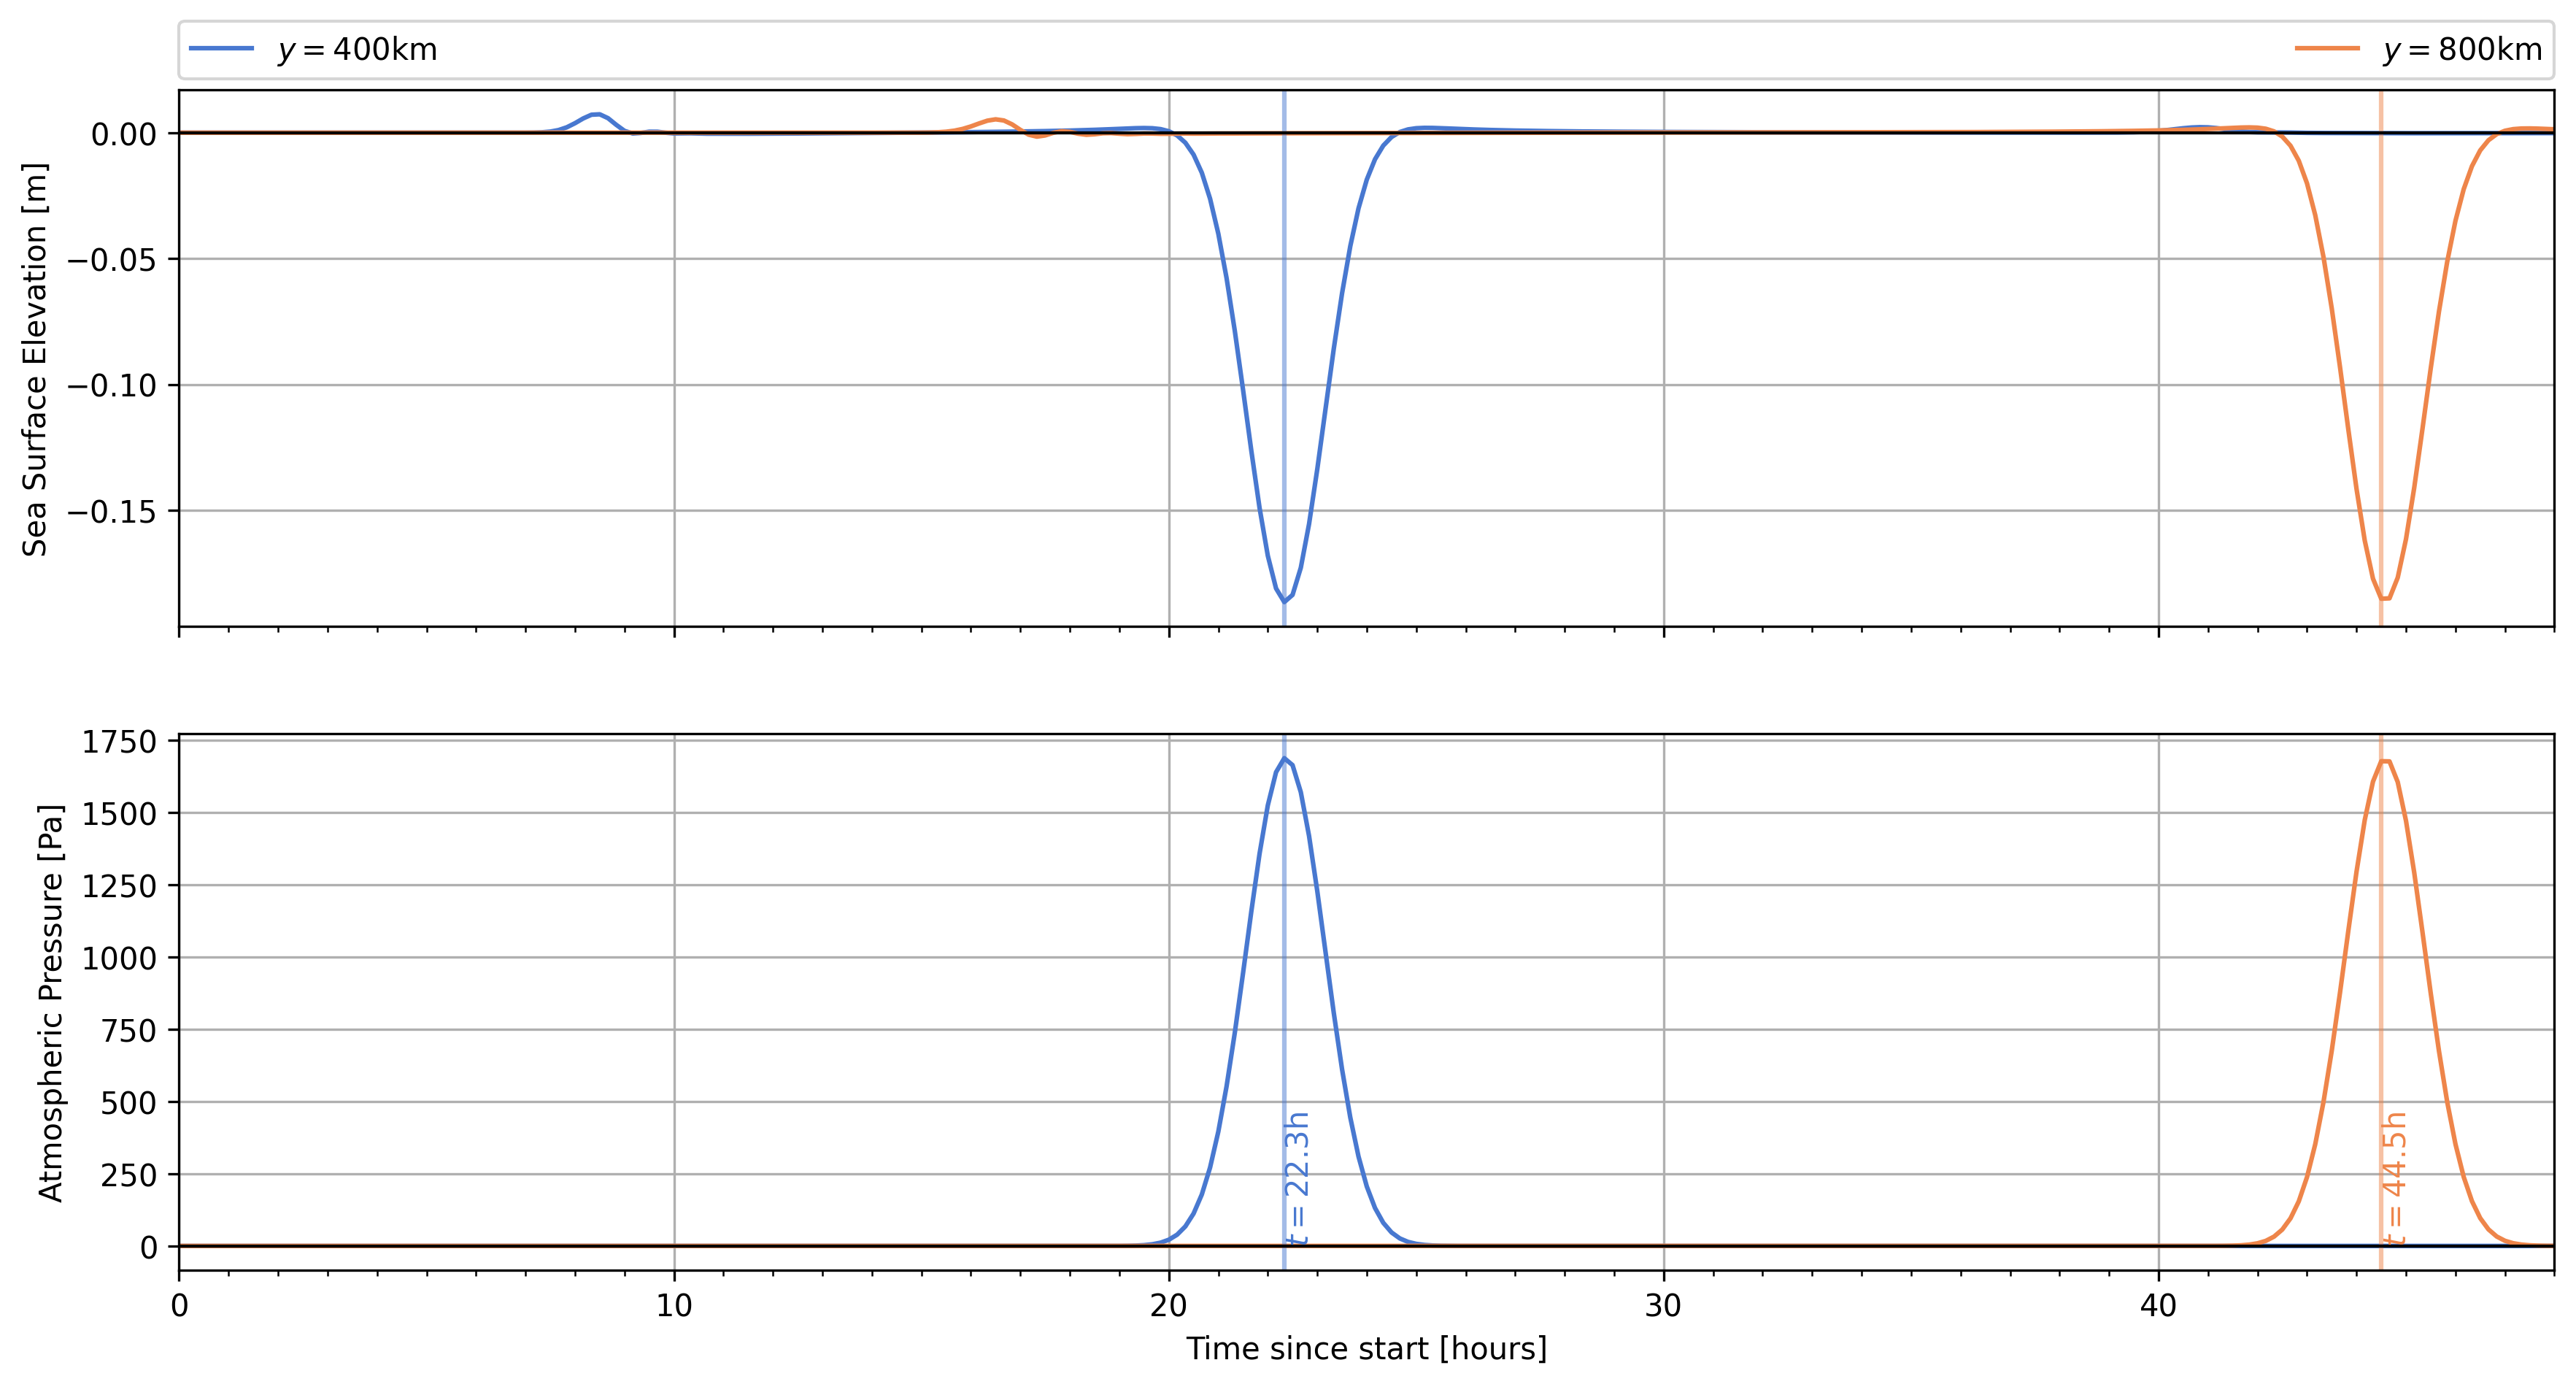 y = 400km
y = 800km
Sea Surface Elevation [m]
0.00
−0.05
−0.10
−0.15
Atmospheric Pressure [Pa]
1750
1500
1250
1000
750
500
250
0
t = 22.3h
t = 44.5h
0 10 20 30 40
Time since start [hours]